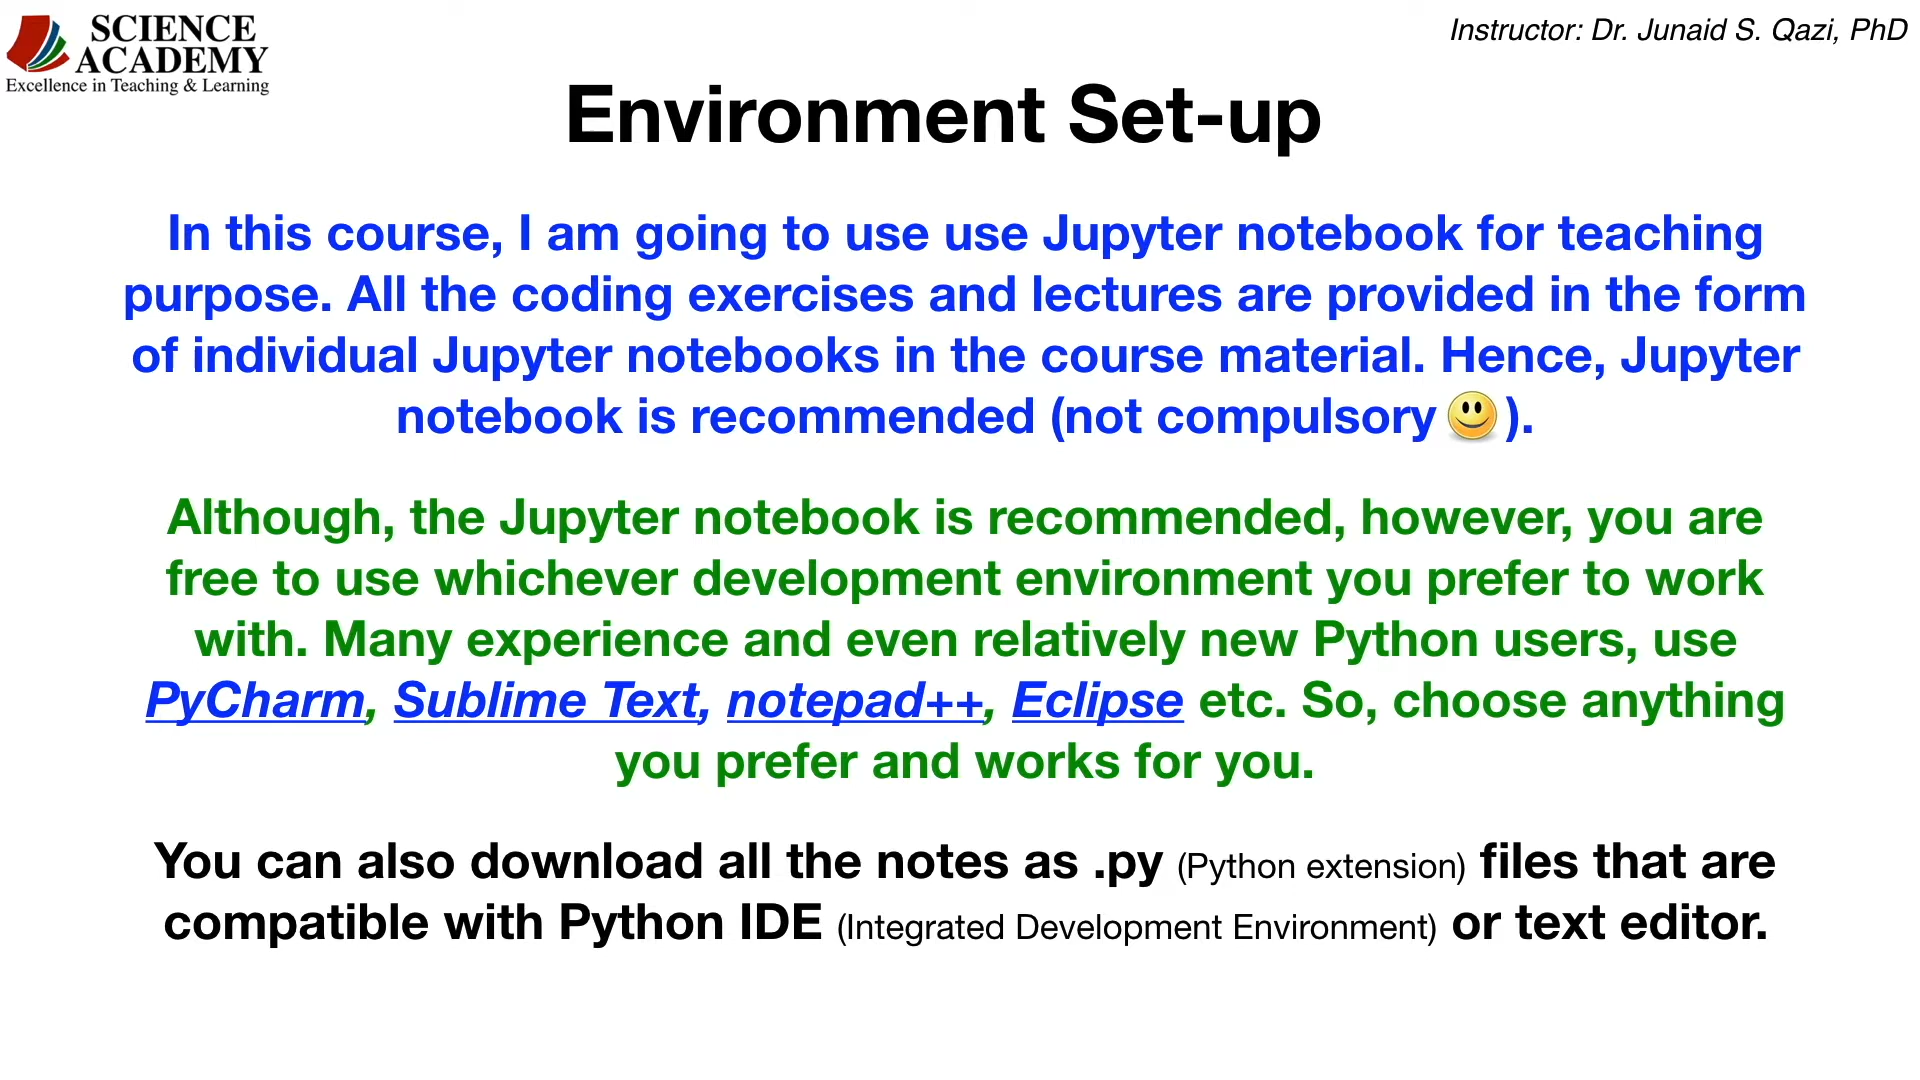 SCIENCE
ACADEMY
Excellence in Teaching & Learning
Instructor: Dr. Junaid S. Qazi, PhD
Environment Set-up
In this course, I am going to use use Jupyter notebook for teaching
purpose. All the coding exercises and lectures are provided in the form
of individual Jupyter notebooks in the course material. Hence, Jupyter
notebook is recommended (not compulsory 🙂 ).
Although, the Jupyter notebook is recommended, however, you are
free to use whichever development environment you prefer to work
with. Many experience and even relatively new Python users, use
PyCharm, Sublime Text, notepad++, Eclipse etc. So, choose anything
you prefer and works for you.
You can also download all the notes as .py (Python extension) files that are
compatible with Python IDE (Integrated Development Environment) or text editor.